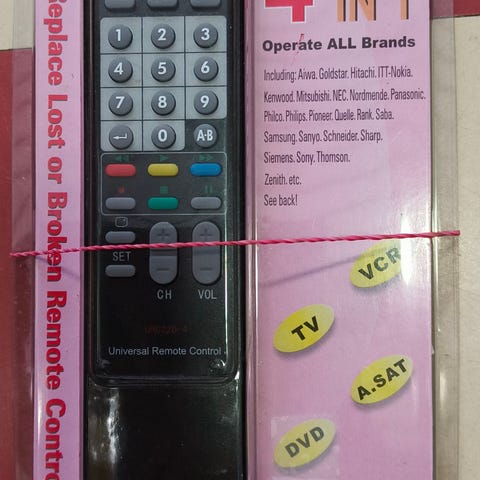 Replace Lost or Broken Remote Contro
1 2 3
4 5 6
7 8 9
0 A-B
SET
CH VOL
Universal Remote Control
4 IN 1
Operate ALL Brands
Including: Aiwa. Goldstar. Hitachi. ITT-Nokia.
Kenwood. Mitsubishi. NEC. Nordmende. Panasonic.
Philco. Philips. Pioneer. Quelle. Rank. Saba.
Samsung. Sanyo. Schneider. Sharp.
Siemens. Sony. Thomson.
Zenith. etc.
See back!
VCR
TV
A.SAT
DVD